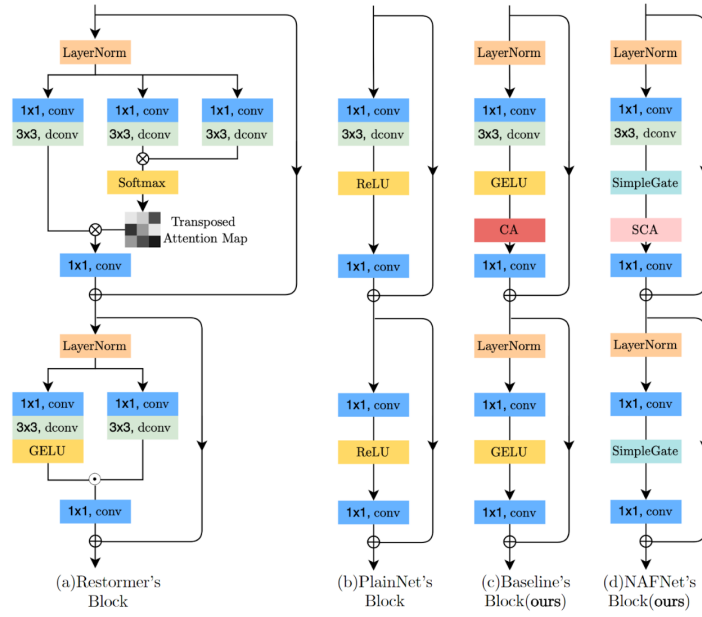 LayerNorm
1x1, conv
3x3, dconv
1x1, conv
3x3, dconv
1x1, conv
3x3, dconv
Softmax
Transposed
Attention Map
1x1, conv
LayerNorm
1x1, conv
3x3, dconv
GELU
1x1, conv
3x3, dconv
1x1, conv
(a)Restormer's
Block
1x1, conv
3x3, dconv
ReLU
1x1, conv
1x1, conv
ReLU
1x1, conv
(b)PlainNet's
Block
LayerNorm
1x1, conv
3x3, dconv
GELU
CA
1x1, conv
LayerNorm
1x1, conv
GELU
1x1, conv
(c)Baseline's
Block(ours)
LayerNorm
1x1, conv
3x3, dconv
SimpleGate
SCA
1x1, conv
LayerNorm
1x1, conv
SimpleGate
1x1, conv
(d)NAFNet's
Block(ours)